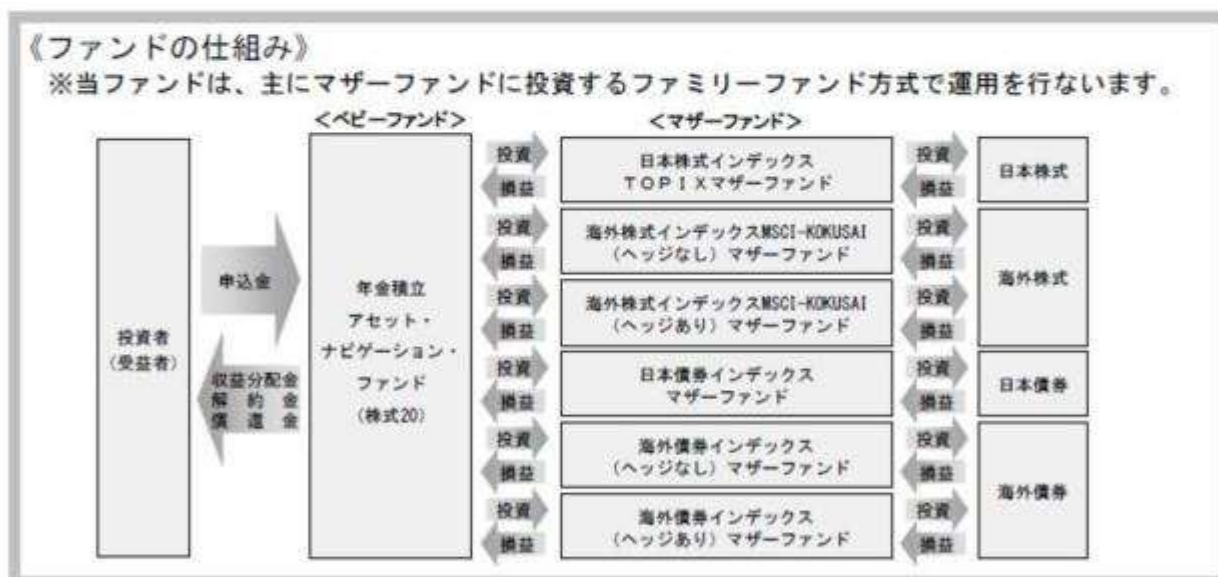 《ファンドの仕組み》
※当ファンドは、主にマザーファンドに投資するファミリーファンド方式で運用を行ないます。
<ベビーファンド>
<マザーファンド>
投資者
(受益者)
申込金
収益分配金
解約金
償還金
年金積立
アセット・
ナビゲーション・
ファンド
(株式20)
投資
損益
日本株式インデックス
TOPIXマザーファンド
投資
損益
日本株式
投資
損益
海外株式インデックスMSCI-KOKUSAI
(ヘッジなし)マザーファンド
投資
損益
投資
損益
海外株式インデックスMSCI-KOKUSAI
(ヘッジあり)マザーファンド
投資
損益
海外株式
投資
損益
日本債券インデックス
マザーファンド
投資
損益
日本債券
投資
損益
海外債券インデックス
(ヘッジなし)マザーファンド
投資
損益
投資
損益
海外債券インデックス
(ヘッジあり)マザーファンド
投資
損益
海外債券